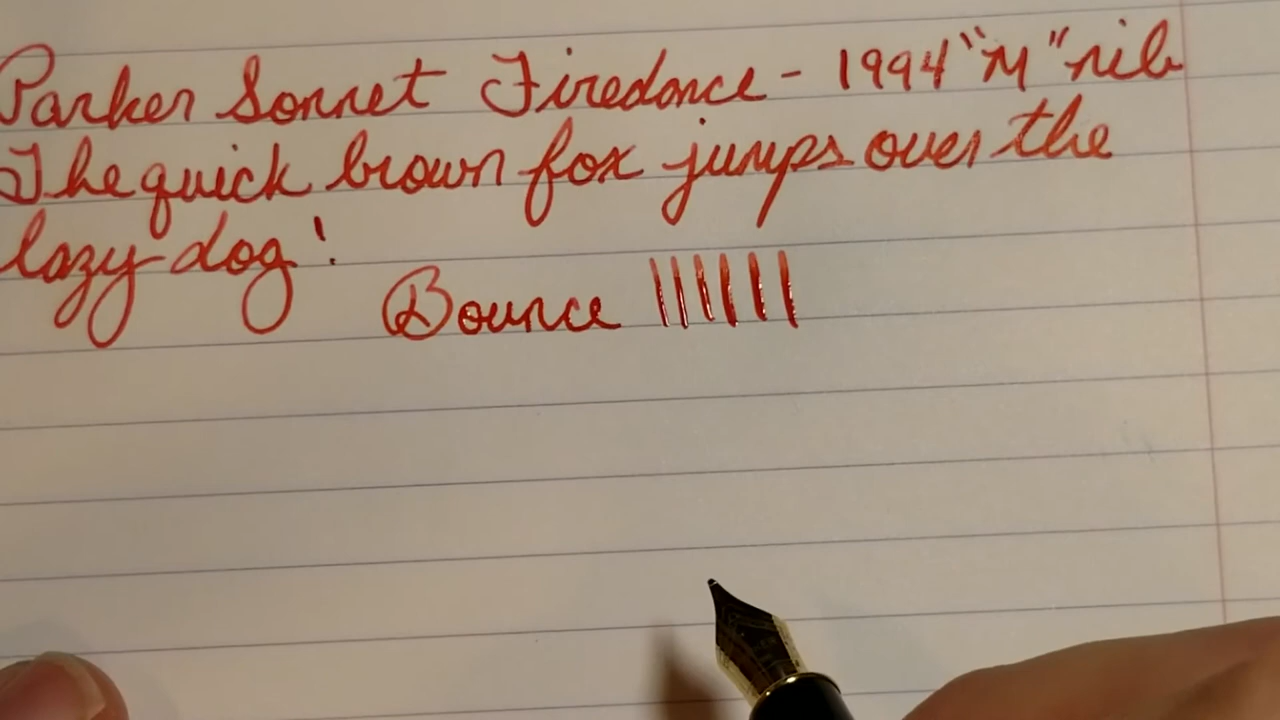 Parker Sonnet Firedance - 1994 "M" nib
The quick brown fox jumps over the
lazy dog!
Bounce ||||||